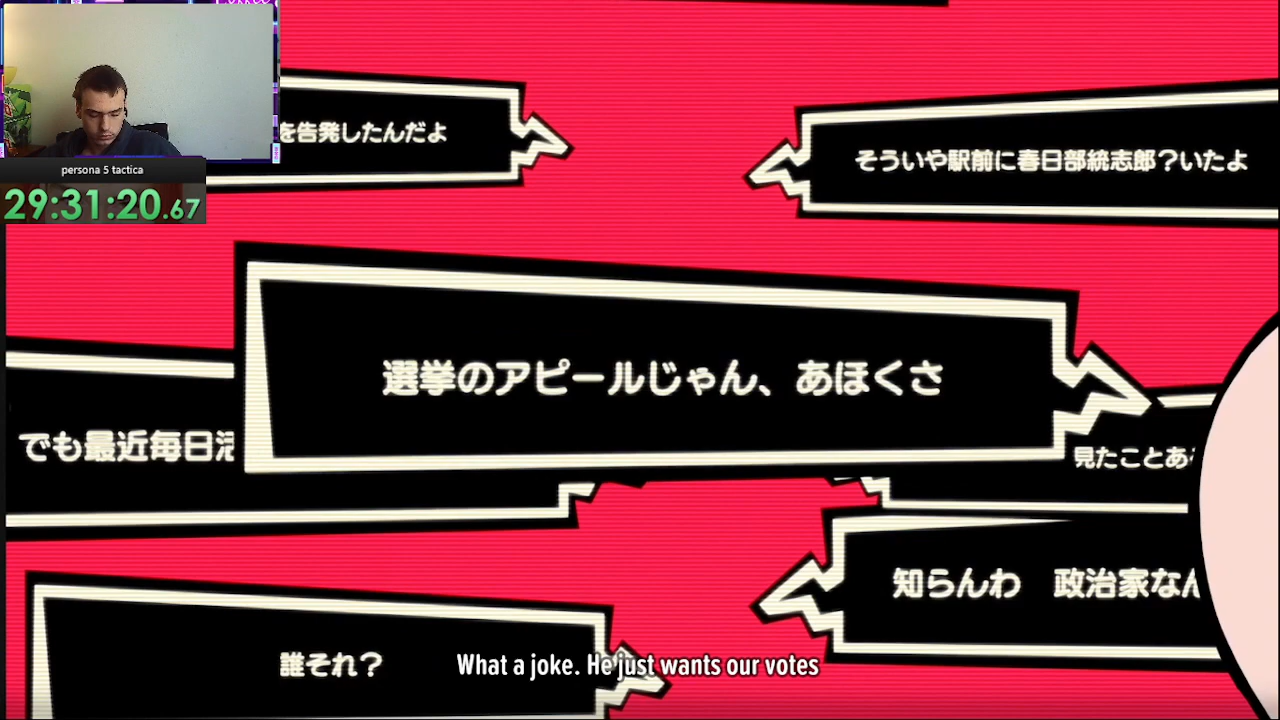 を告発したんだよ
そういや駅前に春日部統志郎？いたよ
persona 5 tactica
29:31:20.67
選挙のアピールじゃん、あほくさ
でも最近毎日
見たことあ
知らんわ　政治家なん
誰それ？
What a joke. He just wants our votes